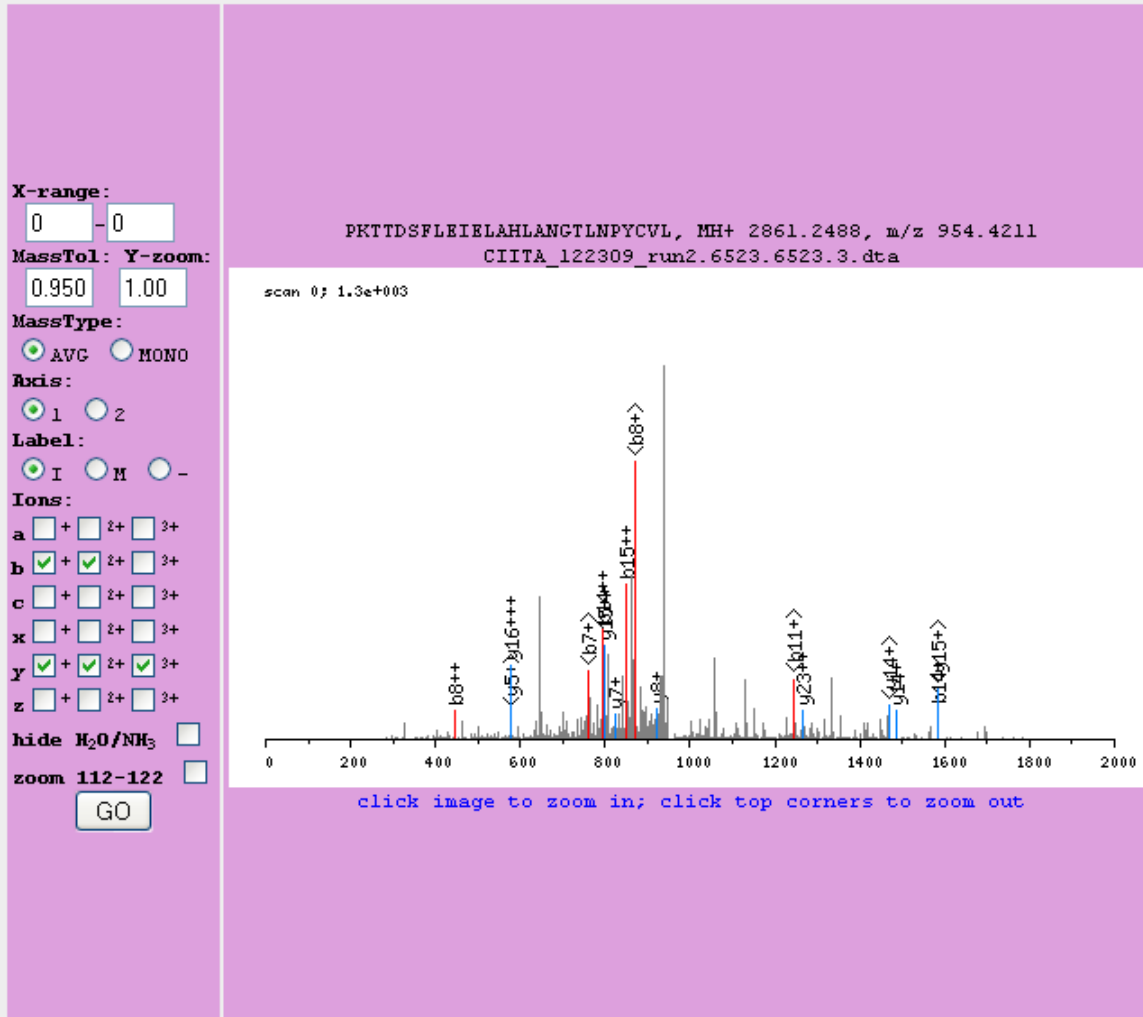 X-range:
0 - 0
MassTol: Y-zoom:
0.950 1.00
MassType:
AVG MONO
Axis:
1 2
Label:
I M -
Ions:
a + 2+ 3+
b + 2+ 3+
c + 2+ 3+
x + 2+ 3+
y + 2+ 3+
z + 2+ 3+
hide H₂O/NH₃
zoom 112-122
GO
PKTTDSFLEIELAHLANGTLNPYCVL, MH+ 2861.2488, m/z 954.4211
CIITA_122309_run2.6523.6523.3.dta
scan 0; 1.3e+003
b8++
<y5>
y16+++
<b7+>
y7+
b15++
<b8+>
y8+
<b11+>
y23++
<y14+>
y14+
y15+>
0 200 400 600 800 1000 1200 1400 1600 1800 2000
click image to zoom in; click top corners to zoom out